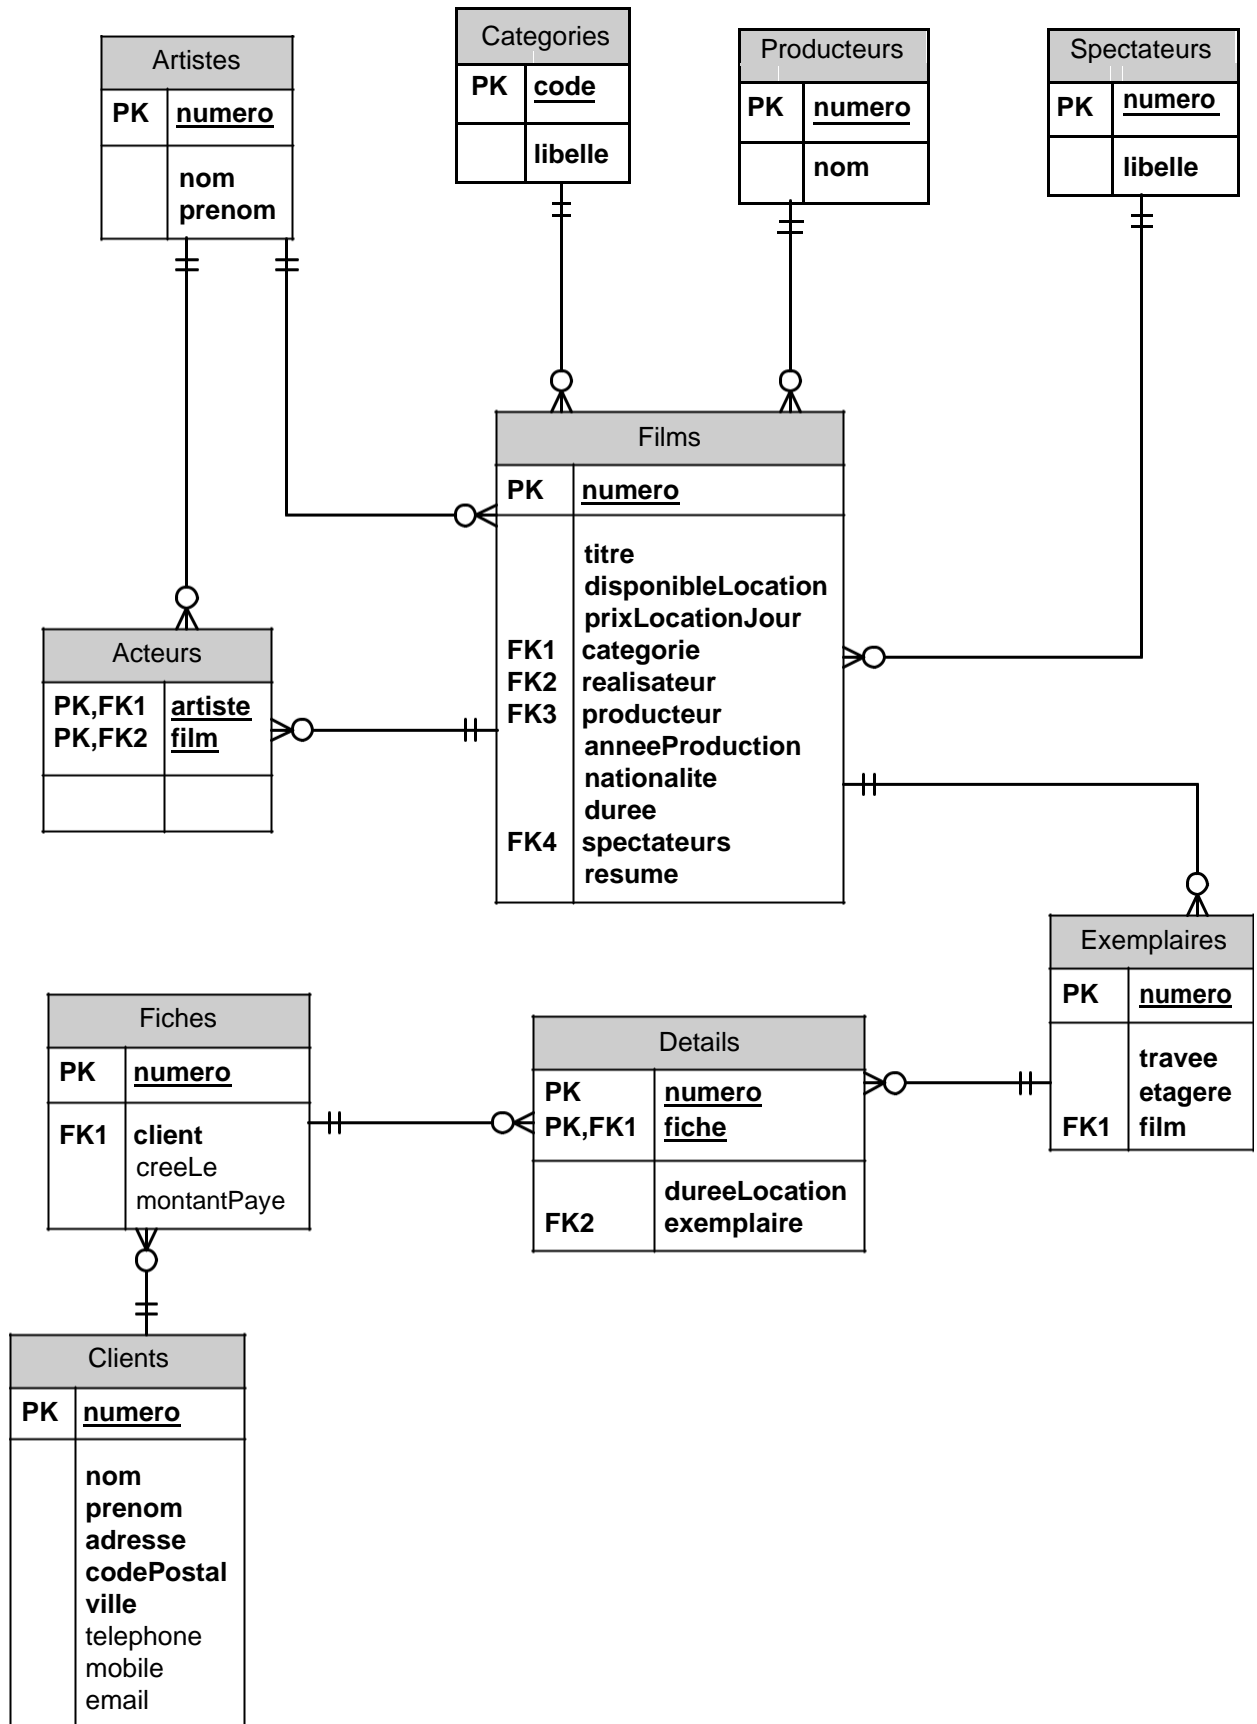 Artistes
PK numero
nom
prenom
Categories
PK code
libelle
Producteurs
PK numero
nom
Spectateurs
PK numero
libelle
Films
PK numero
titre
disponibleLocation
prixLocationJour
FK1 categorie
FK2 realisateur
FK3 producteur
anneeProduction
nationalite
duree
FK4 spectateurs
resume
Acteurs
PK,FK1 artiste
PK,FK2 film
Exemplaires
PK numero
travee
etagere
FK1 film
Fiches
PK numero
FK1 client
creeLe
montantPaye
Details
PK numero
PK,FK1 fiche
dureeLocation
FK2 exemplaire
Clients
PK numero
nom
prenom
adresse
codePostal
ville
telephone
mobile
email